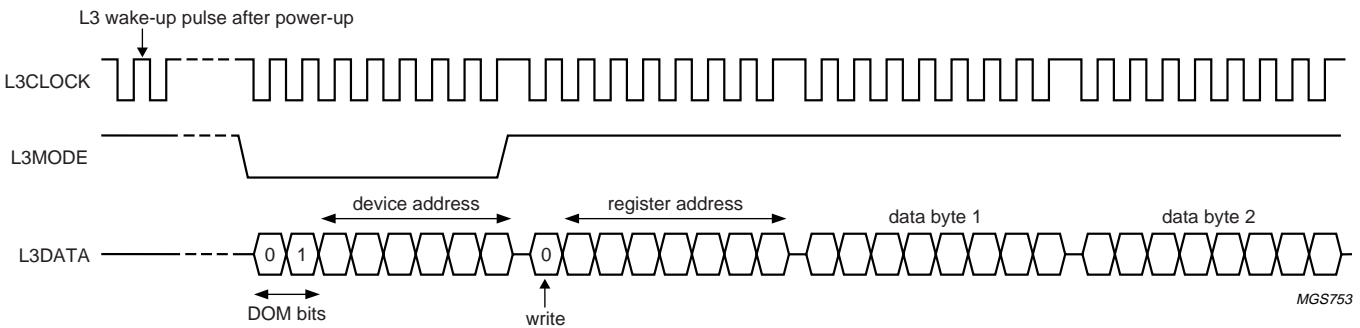 L3 wake-up pulse after power-up
L3CLOCK
L3MODE
device address
register address
data byte 1
data byte 2
L3DATA
0
1
0
DOM bits
write
MGS753